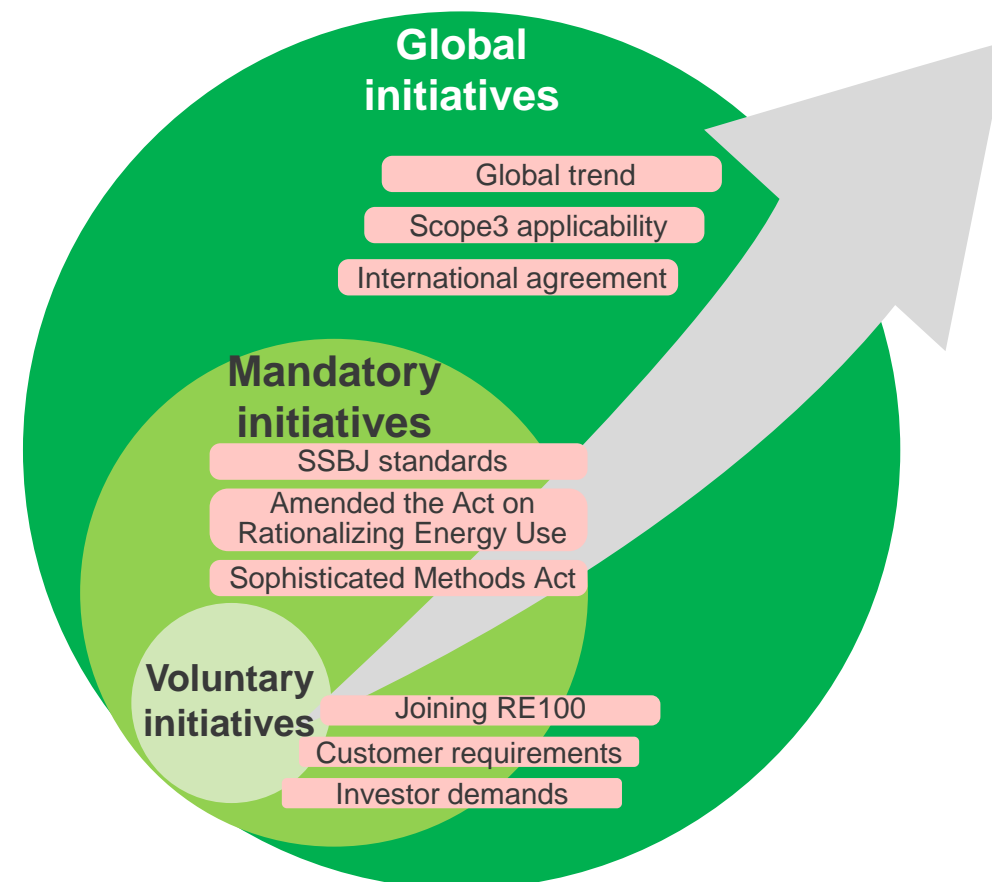 Global
initiatives
Global trend
Scope3 applicability
International agreement
Mandatory
initiatives
SSBJ standards
Amended the Act on
Rationalizing Energy Use
Sophisticated Methods Act
Voluntary
initiatives
Joining RE100
Customer requirements
Investor demands